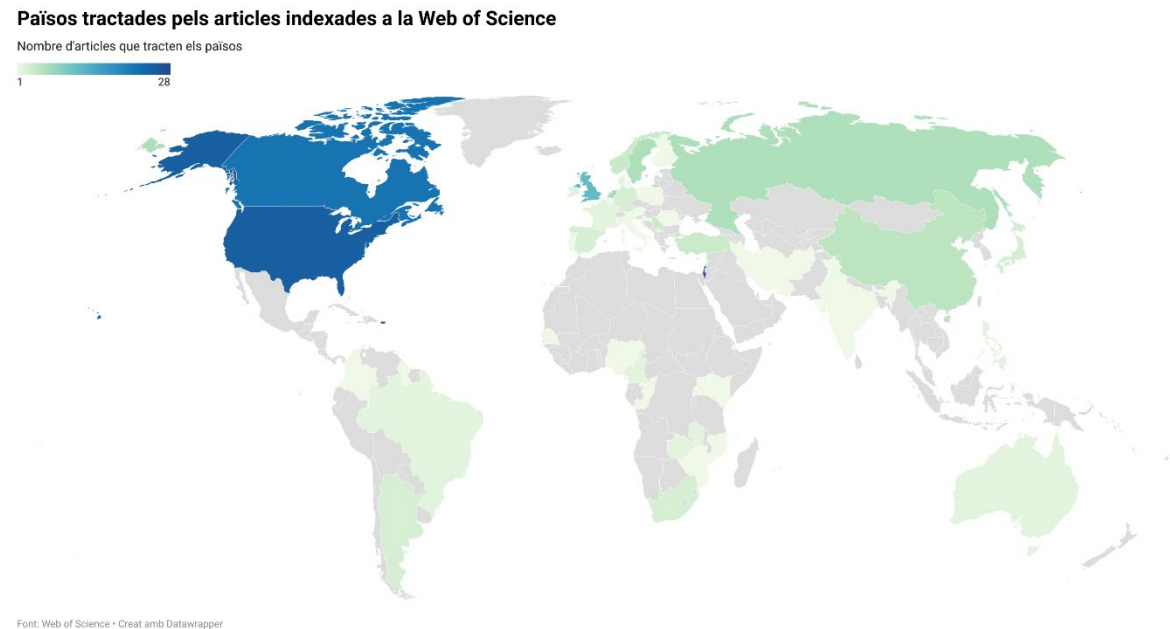 Països tractades pels articles indexades a la Web of Science
Nombre d'articles que tracten els països
1 28
Font: Web of Science • Creat amb Datawrapper